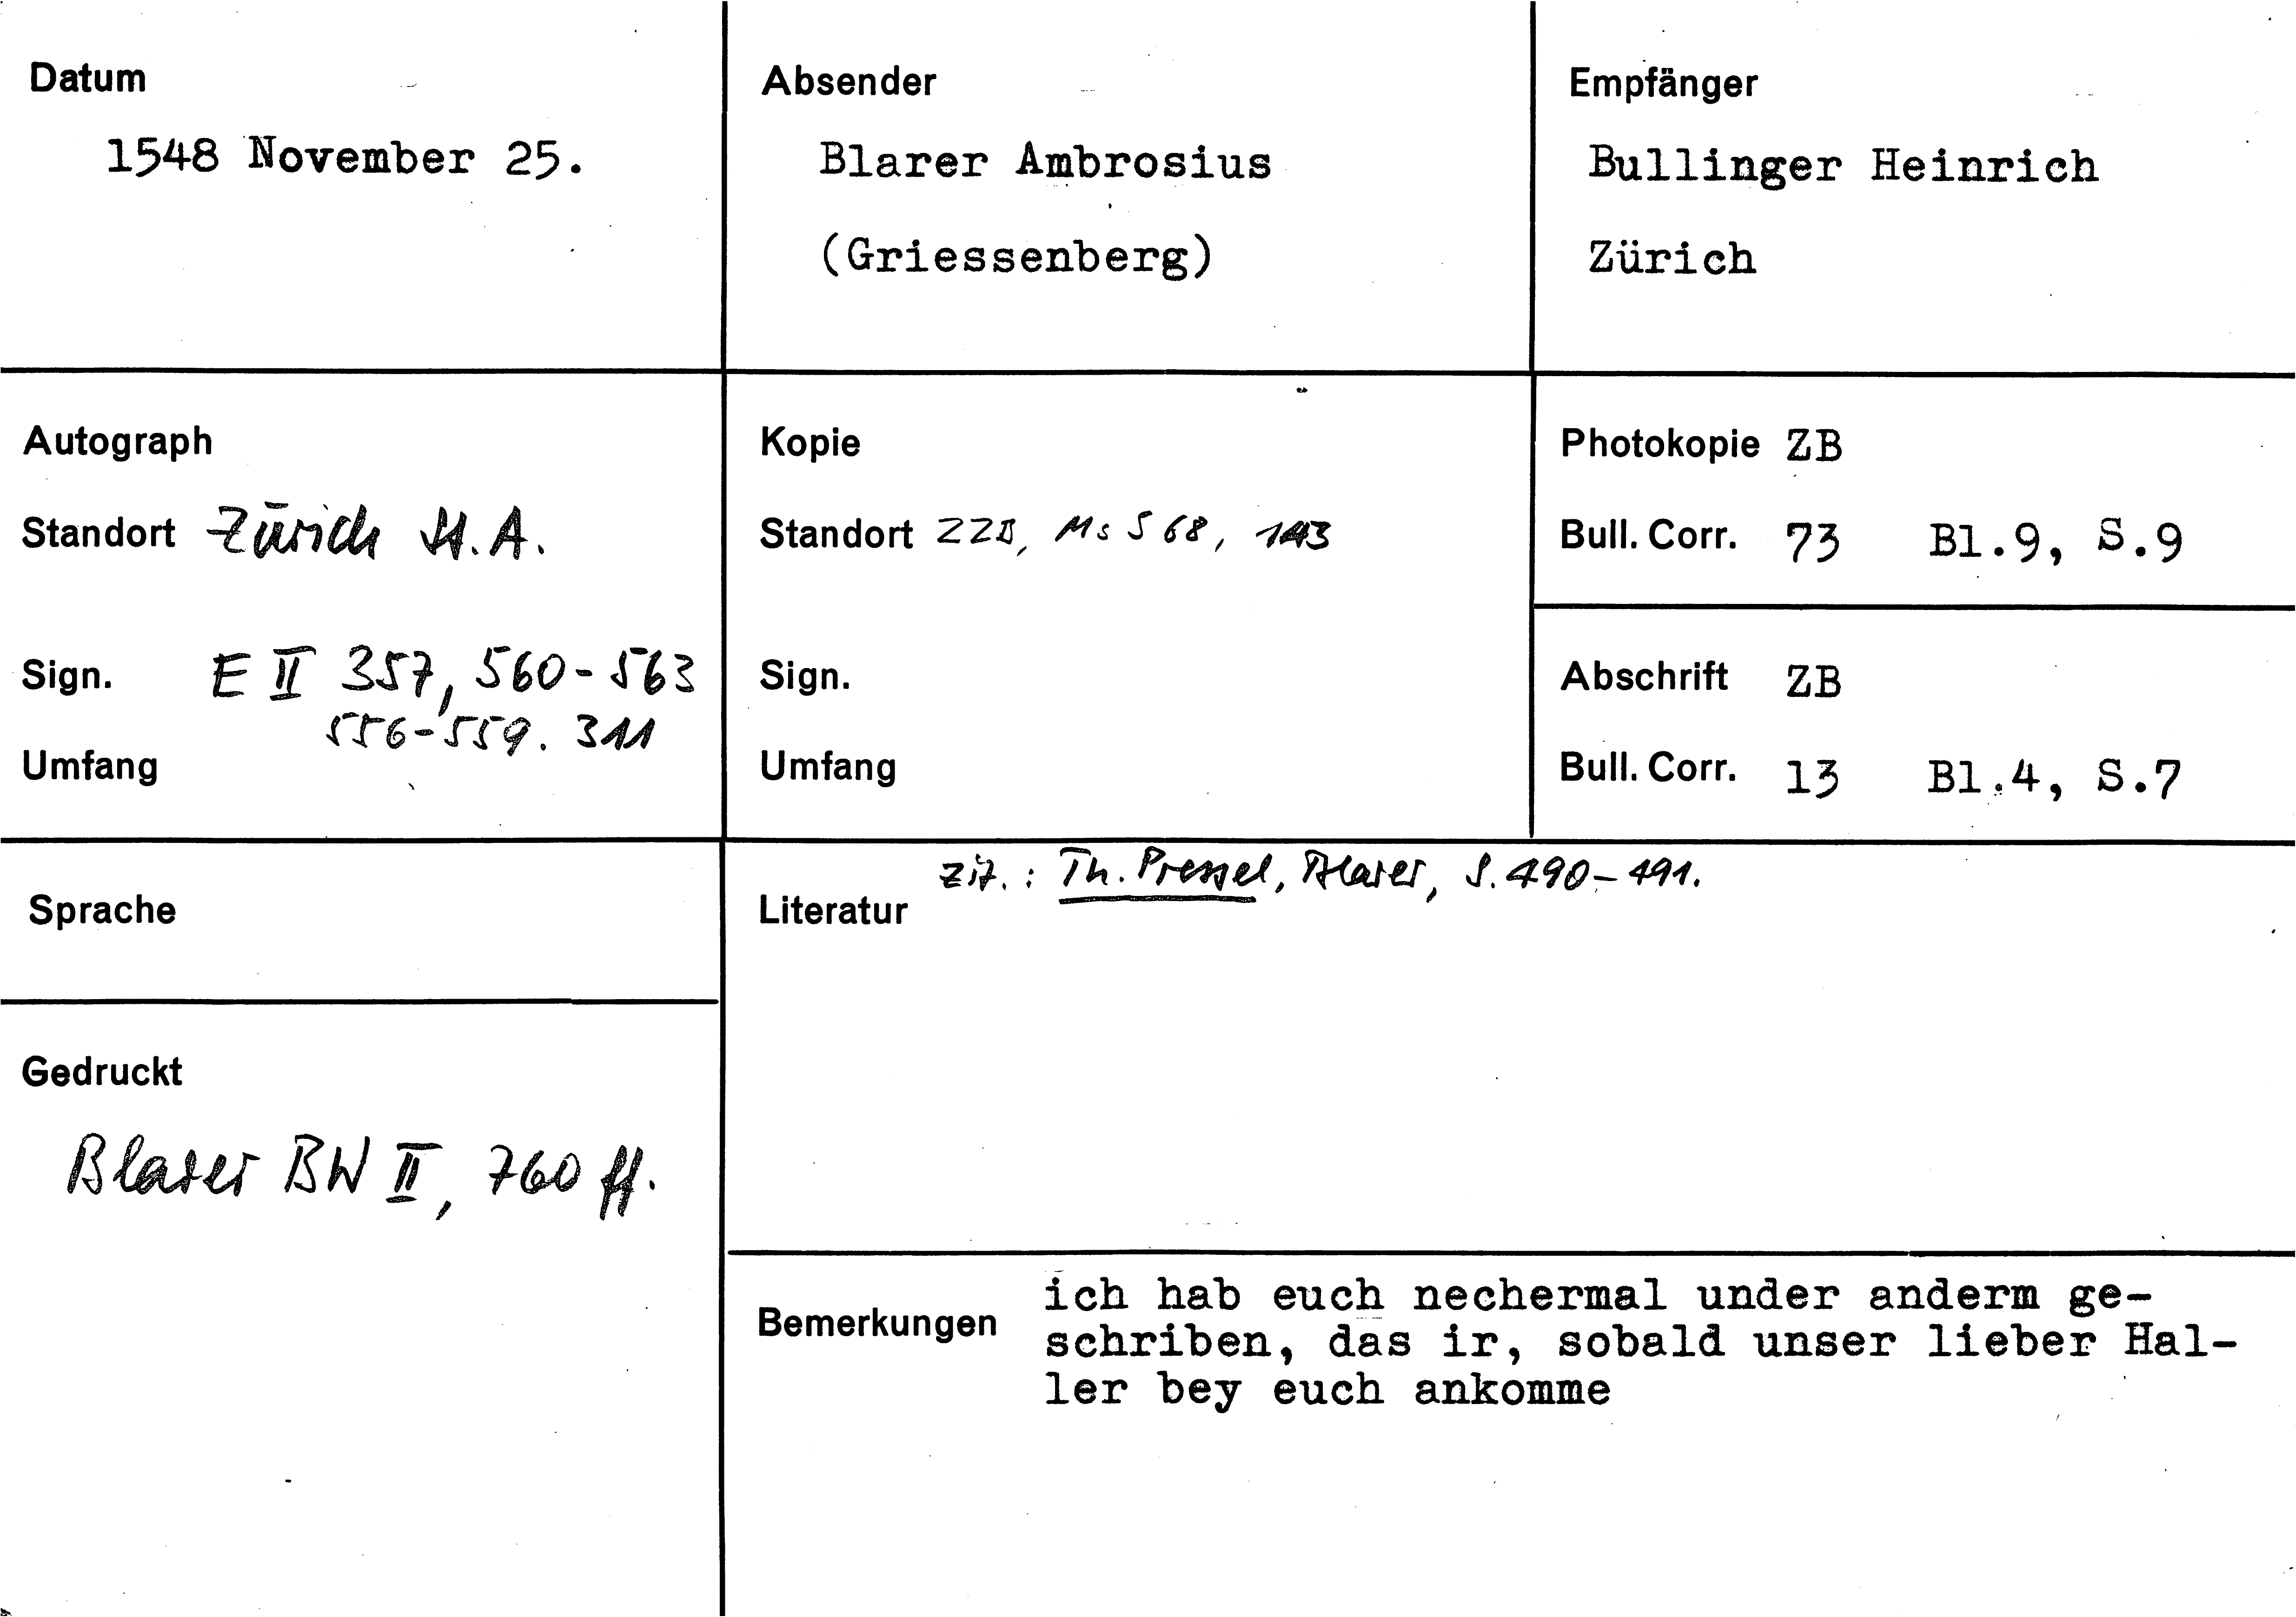 Datum
1548 November 25.
Absender
Blarer Ambrosius
(Griessenberg)
Empfänger
Bullinger Heinrich
Zürich
Autograph
Standort Zürich St.A.
Sign. E II 357, 560-563
556-559. 311
Umfang
Kopie
Standort ZZB, Ms S 68, 143
Sign.
Umfang
Photokopie ZB
Bull. Corr. 73 Bl.9, S.9
Abschrift ZB
Bull. Corr. 13 Bl.4, S.7
Sprache
Gedruckt
Blarer BW II, 760 ff.
zit.: Th. Pressel, Blarer, S. 490-491.
Literatur
Bemerkungen
ich hab euch nechermal under anderm ge-
schriben, das ir, sobald unser lieber Hal-
ler bey euch ankomme